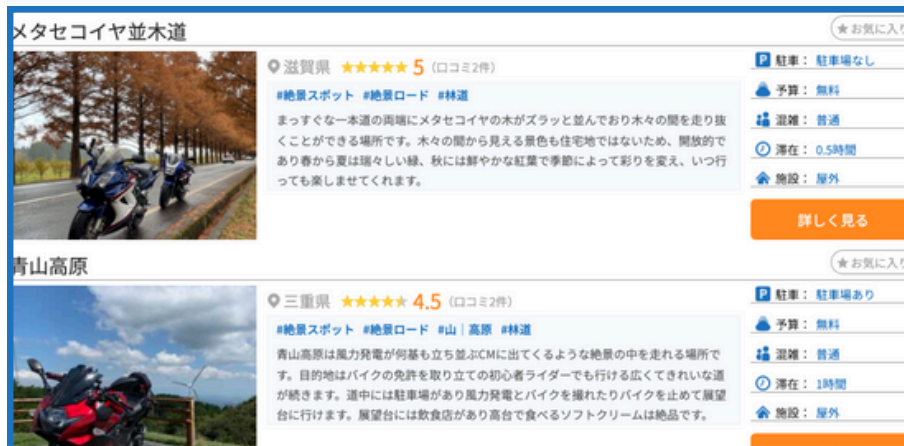 メタセコイヤ並木道
★お気に入り
滋賀県 ★★★★★ 5 (口コミ2件)
#絶景スポット #絶景ロード #林道
まっすぐな一本道の両端にメタセコイヤの木がズラッと並んでおり木々の間を走り抜
くことができる場所です。木々の間から見える景色も住宅地ではないため、開放的で
あり春から夏は瑞々しい緑、秋には鮮やかな紅葉で季節によって彩りを変え、いつ行
っても楽しませてくれます。
P 駐車： 駐車場なし
予算： 無料
混雑： 普通
滞在： 0.5時間
施設： 屋外
詳しく見る
青山高原
★お気に入り
三重県 ★★★★★ 4.5 (口コミ2件)
#絶景スポット #絶景ロード #山｜高原 #林道
青山高原は風力発電が何基も立ち並ぶCMに出てくるような絶景の中を走れる場所で
す。目的地はバイクの免許を取り立ての初心者ライダーでも行ける広くてきれいな道
が続きます。道中には駐車場があり風力発電とバイクを撮れたりバイクを止めて展望
台に行けます。展望台には飲食店があり高台で食べるソフトクリームは絶品です。
P 駐車： 駐車場あり
予算： 無料
混雑： 普通
滞在： 1時間
施設： 屋外